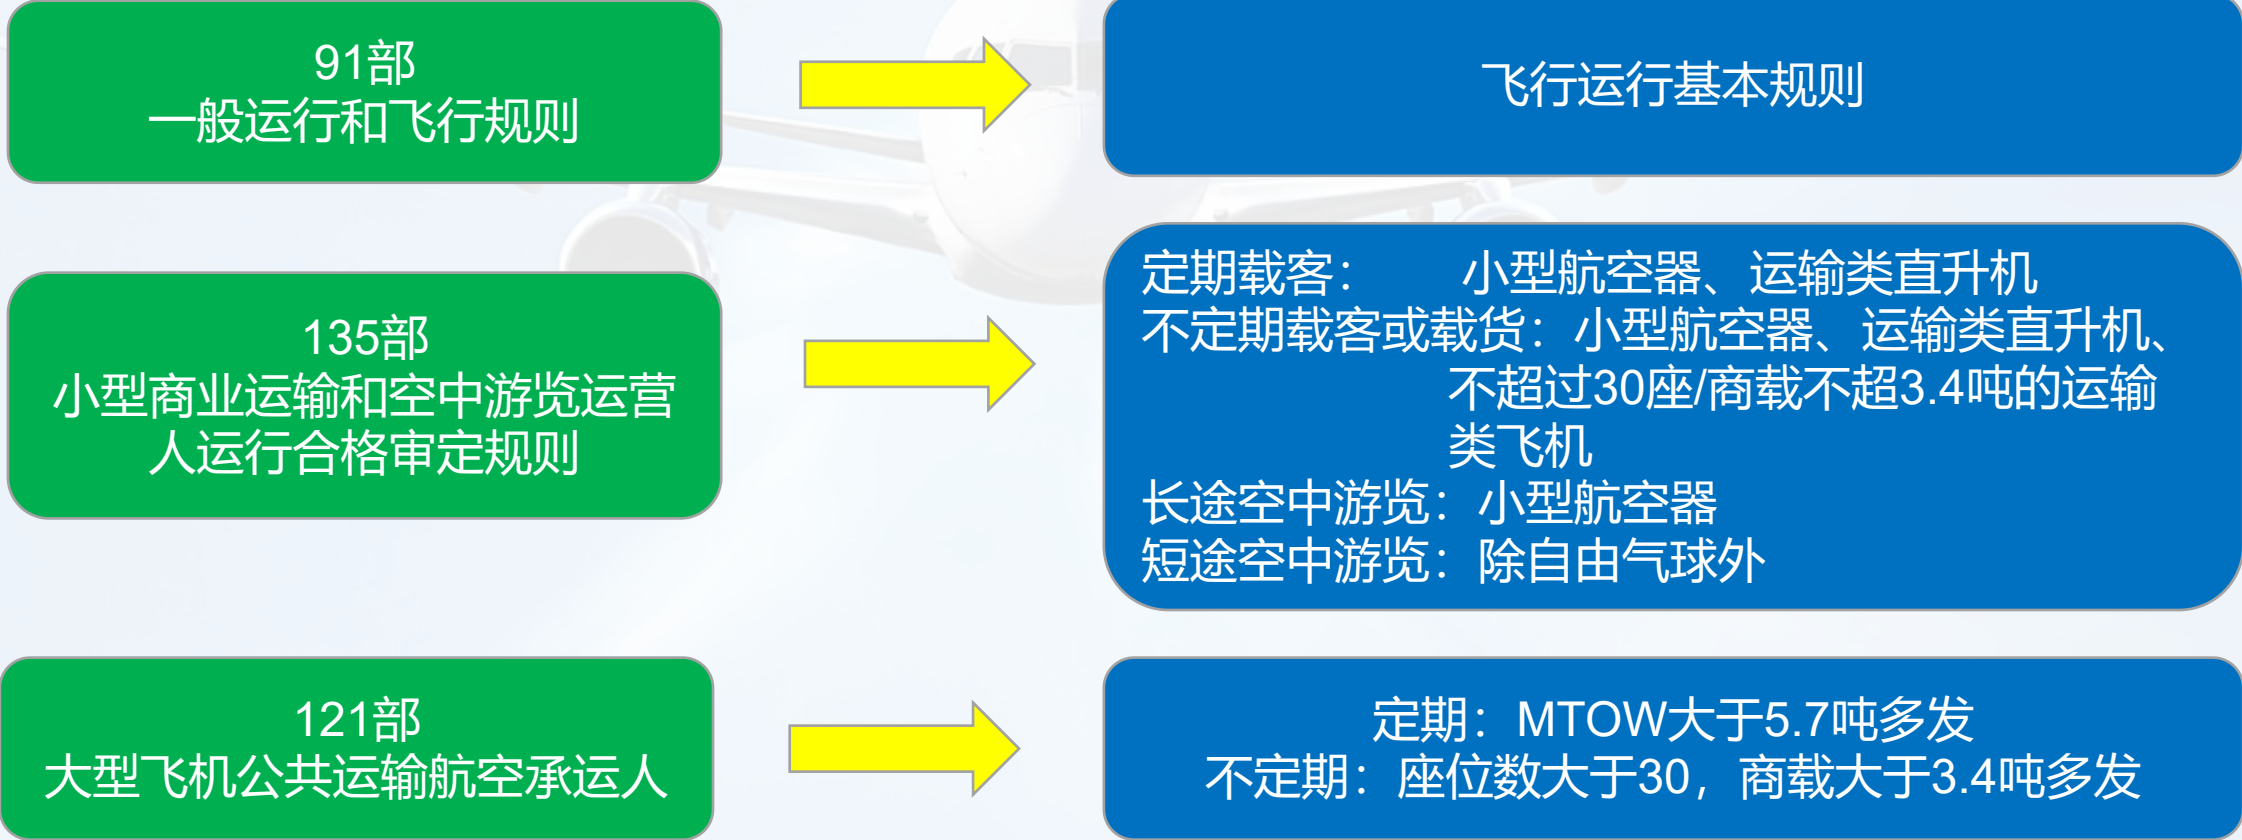 91部
一般运行和飞行规则
飞行运行基本规则
135部
小型商业运输和空中游览运营
人运行合格审定规则
定期载客： 小型航空器、运输类直升机
不定期载客或载货：小型航空器、运输类直升机、
不超过30座/商载不超3.4吨的运输
类飞机
长途空中游览：小型航空器
短途空中游览：除自由气球外
121部
大型飞机公共运输航空承运人
定期：MTOW大于5.7吨多发
不定期：座位数大于30，商载大于3.4吨多发